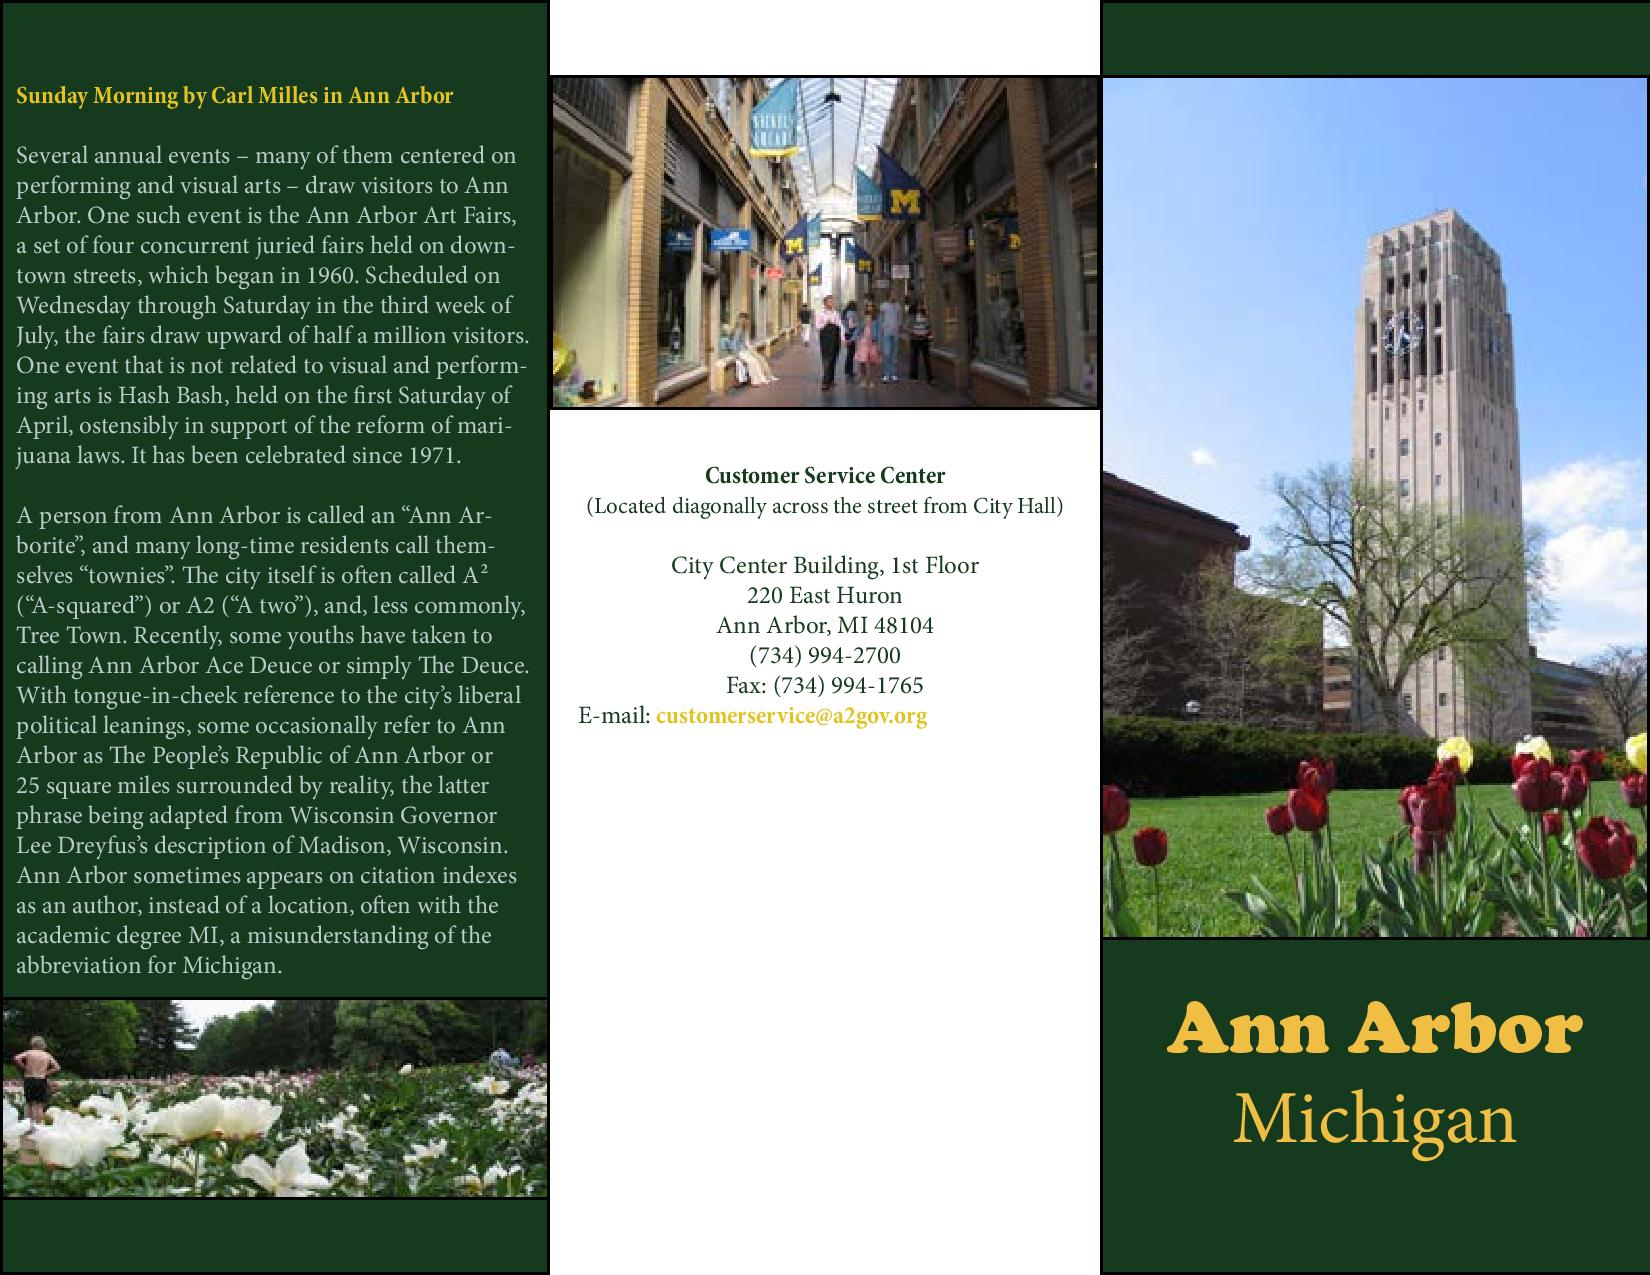 Sunday Morning by Carl Milles in Ann Arbor
Several annual events – many of them centered on
performing and visual arts – draw visitors to Ann
Arbor. One such event is the Ann Arbor Art Fairs,
a set of four concurrent juried fairs held on down-
town streets, which began in 1960. Scheduled on
Wednesday through Saturday in the third week of
July, the fairs draw upward of half a million visitors.
One event that is not related to visual and perform-
ing arts is Hash Bash, held on the first Saturday of
April, ostensibly in support of the reform of mari-
juana laws. It has been celebrated since 1971.
A person from Ann Arbor is called an “Ann Ar-
borite”, and many long-time residents call them-
selves “townies”. The city itself is often called A²
(“A-squared”) or A2 (“A two”), and, less commonly,
Tree Town. Recently, some youths have taken to
calling Ann Arbor Ace Deuce or simply The Deuce.
With tongue-in-cheek reference to the city’s liberal
political leanings, some occasionally refer to Ann
Arbor as The People’s Republic of Ann Arbor or
25 square miles surrounded by reality, the latter
phrase being adapted from Wisconsin Governor
Lee Dreyfus’s description of Madison, Wisconsin.
Ann Arbor sometimes appears on citation indexes
as an author, instead of a location, often with the
academic degree MI, a misunderstanding of the
abbreviation for Michigan.
NICKELS
ARCADE
M
M
M
Customer Service Center
(Located diagonally across the street from City Hall)
City Center Building, 1st Floor
220 East Huron
Ann Arbor, MI 48104
(734) 994-2700
Fax: (734) 994-1765
E-mail: customerservice@a2gov.org
Ann Arbor
Michigan